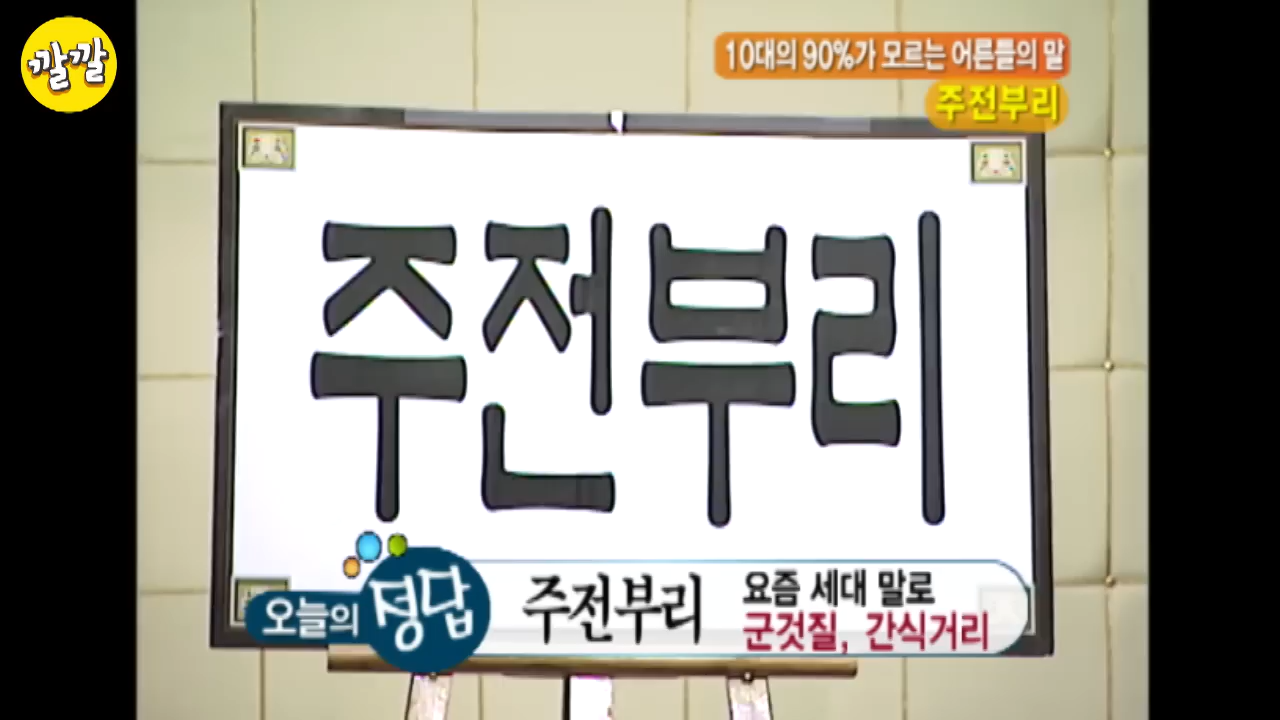 깔깔
10대의 90%가 모르는 어른들의 말
주전부리
주전부리
오늘의 정답
주전부리
요즘 세대 말로
군것질, 간식거리